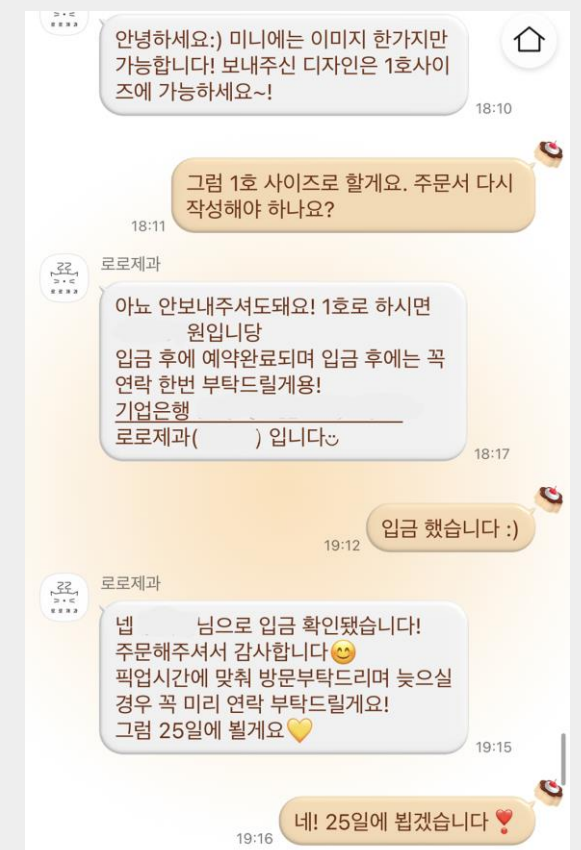 안녕하세요:) 미니에는 이미지 한가지만
가능합니다! 보내주신 디자인은 1호사이
즈에 가능하세요~!
18:10
그럼 1호 사이즈로 할게요. 주문서 다시
작성해야 하나요?
18:11
로로제과
아뇨 안보내주셔도돼요! 1호로 하시면
원입니당
입금 후에 예약완료되며 입금 후에는 꼭
연락 한번 부탁드릴게용!
기업은행
로로제과( ) 입니다
18:17
입금 했습니다 :)
19:12
로로제과
넵 님으로 입금 확인됐습니다!
주문해주셔서 감사합니다😊
픽업시간에 맞춰 방문부탁드리며 늦으실
경우 꼭 미리 연락 부탁드릴게요!
그럼 25일에 뵐게요💛
19:15
네! 25일에 뵙겠습니다❣️
19:16